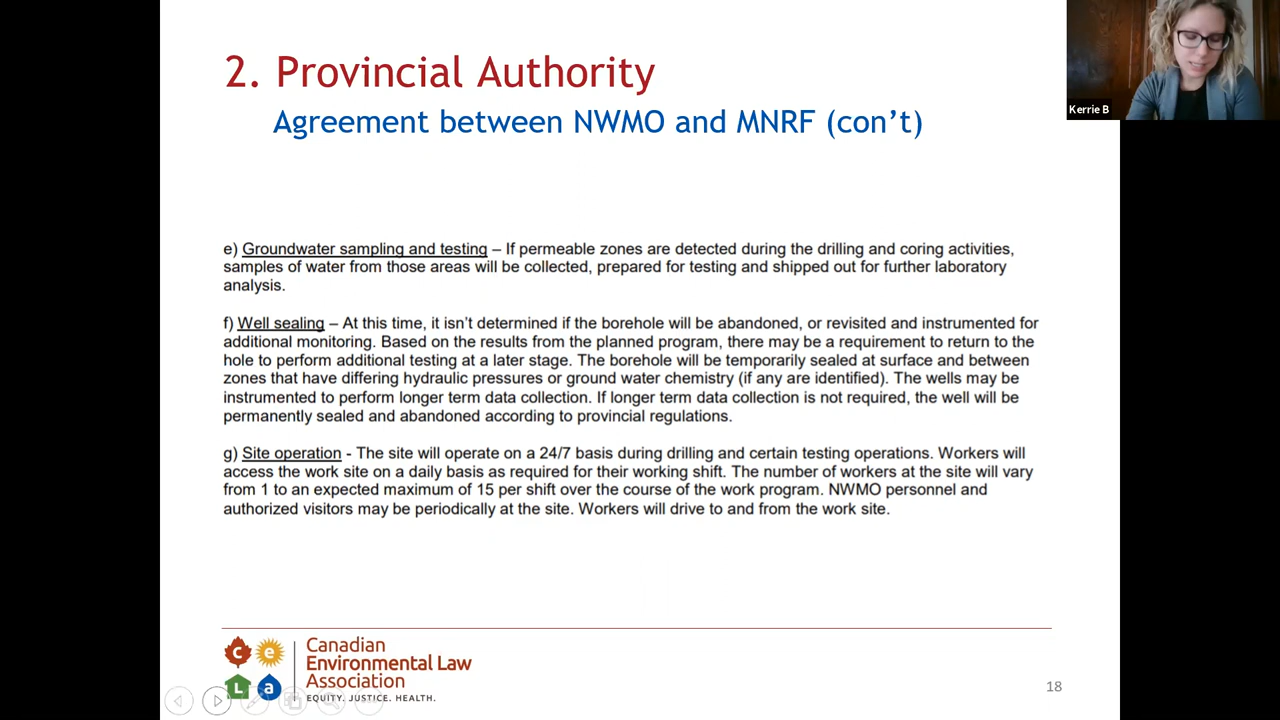 2. Provincial Authority
Agreement between NWMO and MNRF (con’t)
Kerrie B
e) Groundwater sampling and testing – If permeable zones are detected during the drilling and coring activities,
samples of water from those areas will be collected, prepared for testing and shipped out for further laboratory
analysis.
f) Well sealing – At this time, it isn’t determined if the borehole will be abandoned, or revisited and instrumented for
additional monitoring. Based on the results from the planned program, there may be a requirement to return to the
hole to perform additional testing at a later stage. The borehole will be temporarily sealed at surface and between
zones that have differing hydraulic pressures or ground water chemistry (if any are identified). The wells may be
instrumented to perform longer term data collection. If longer term data collection is not required, the well will be
permanently sealed and abandoned according to provincial regulations.
g) Site operation - The site will operate on a 24/7 basis during drilling and certain testing operations. Workers will
access the work site on a daily basis as required for their working shift. The number of workers at the site will vary
from 1 to an expected maximum of 15 per shift over the course of the work program. NWMO personnel and
authorized visitors may be periodically at the site. Workers will drive to and from the work site.
c e
L a
Canadian
Environmental Law
Association
EQUITY. JUSTICE. HEALTH.
18